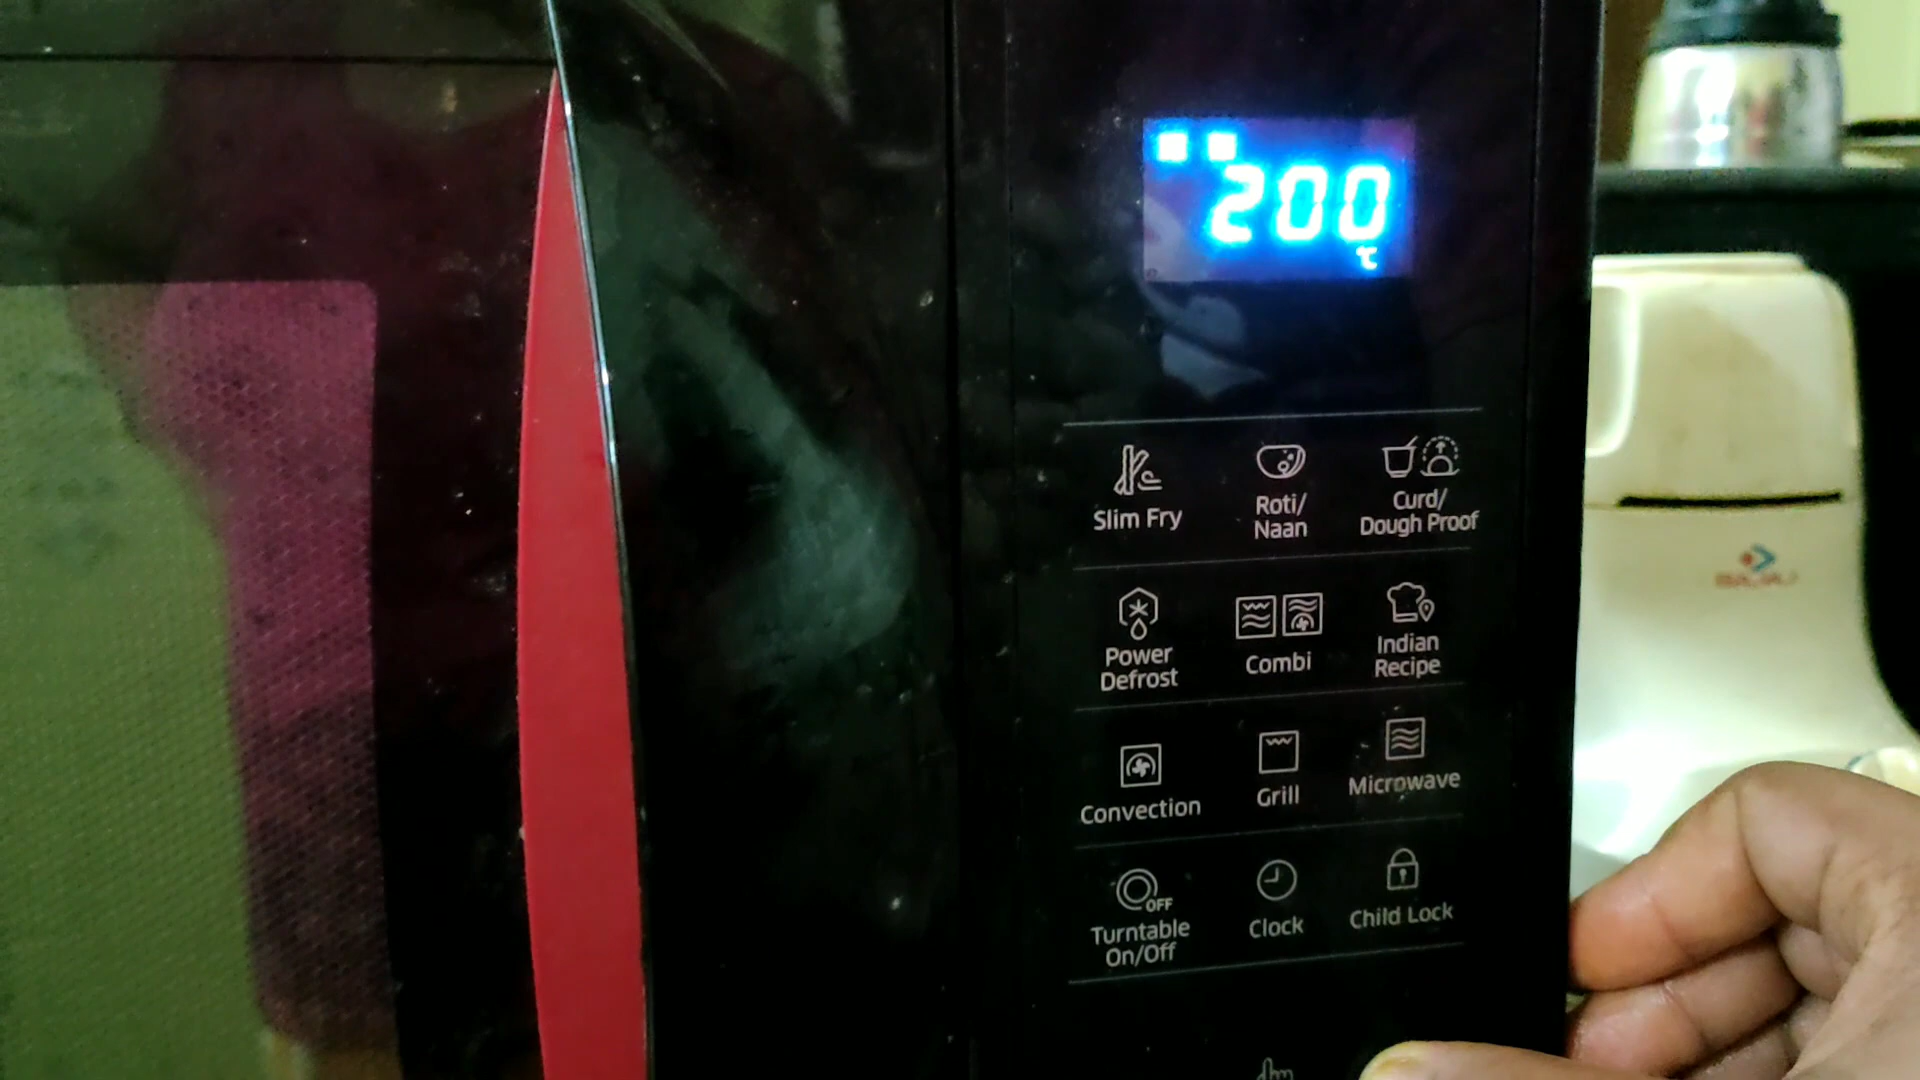 200
℃
Slim Fry
Roti/
Naan
Curd/
Dough Proof
Power
Defrost
Combi
Indian
Recipe
Convection
Grill
Microwave
OFF
Turntable
On/Off
Clock
Child Lock
BAJAJ